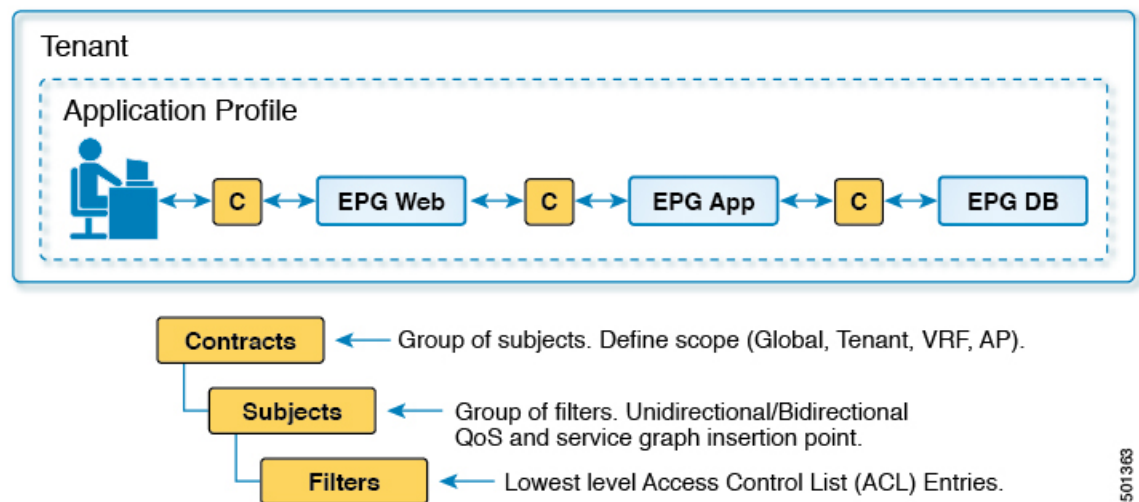 Tenant
Application Profile
C
EPG Web
C
EPG App
C
EPG DB
Contracts
Group of subjects. Define scope (Global, Tenant, VRF, AP).
Subjects
Group of filters. Unidirectional/Bidirectional
QoS and service graph insertion point.
Filters
Lowest level Access Control List (ACL) Entries.
501363